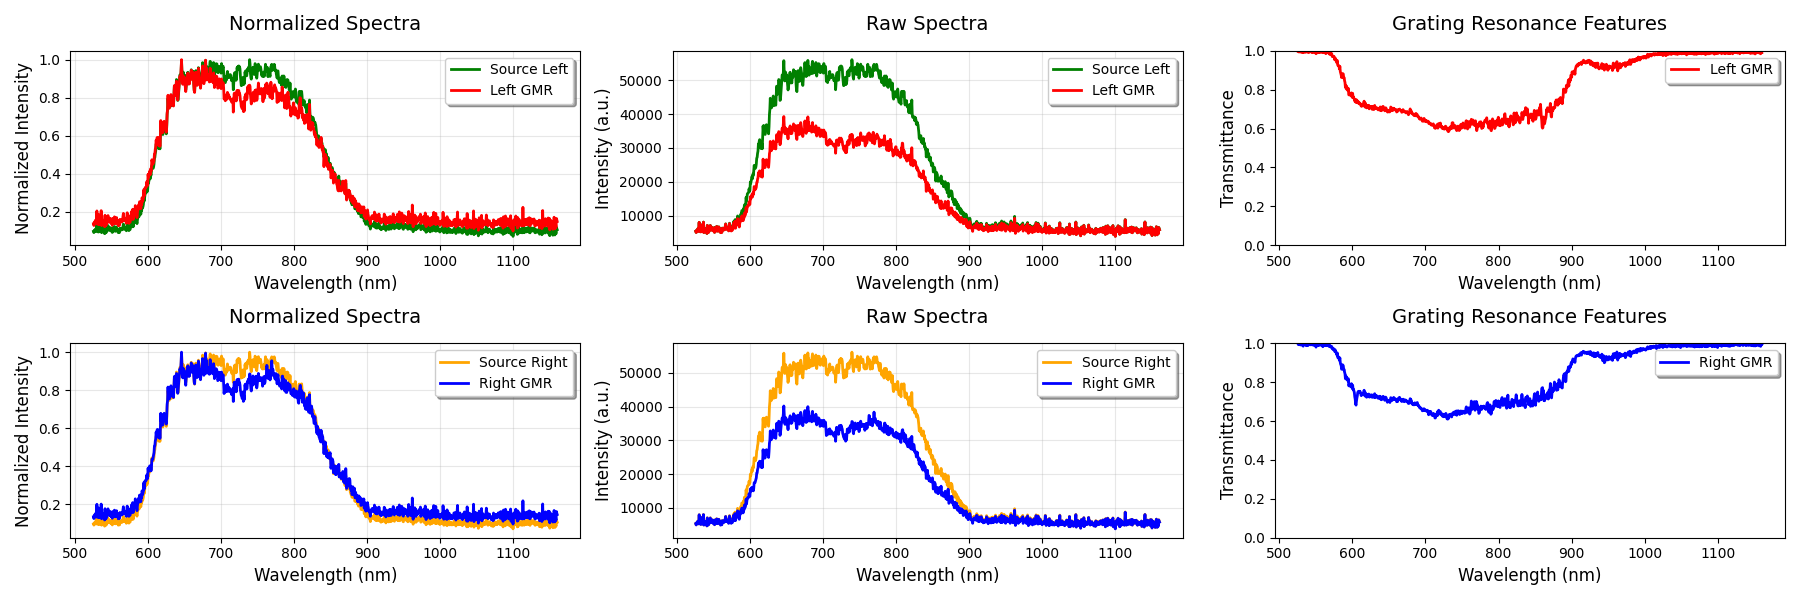 Normalized Spectra
Normalized Intensity
1.0
0.8
0.6
0.4
0.2
Source Left
Left GMR
500 600 700 800 900 1000 1100
Wavelength (nm)
Raw Spectra
Intensity (a.u.)
50000
40000
30000
20000
10000
Source Left
Left GMR
500 600 700 800 900 1000 1100
Wavelength (nm)
Grating Resonance Features
Transmittance
1.0
0.8
0.6
0.4
0.2
0.0
Left GMR
500 600 700 800 900 1000 1100
Wavelength (nm)
Normalized Spectra
Normalized Intensity
1.0
0.8
0.6
0.4
0.2
Source Right
Right GMR
500 600 700 800 900 1000 1100
Wavelength (nm)
Raw Spectra
Intensity (a.u.)
50000
40000
30000
20000
10000
Source Right
Right GMR
500 600 700 800 900 1000 1100
Wavelength (nm)
Grating Resonance Features
Transmittance
1.0
0.8
0.6
0.4
0.2
0.0
Right GMR
500 600 700 800 900 1000 1100
Wavelength (nm)